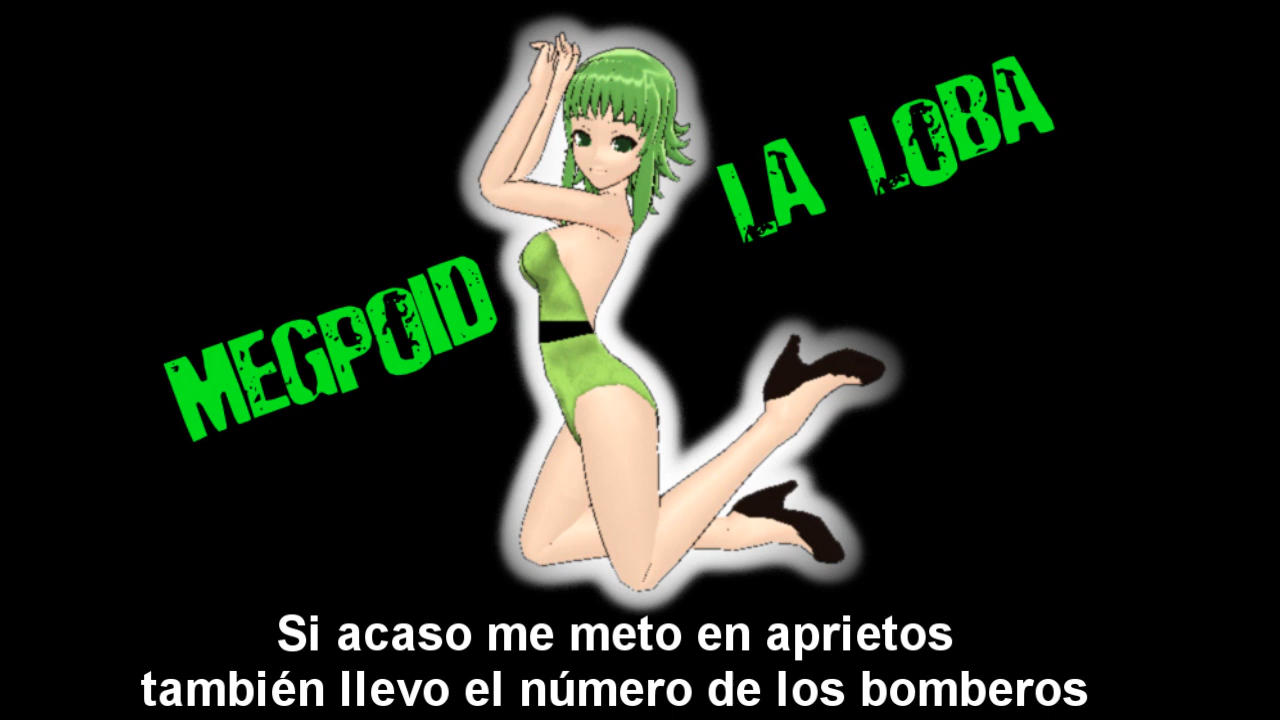 LA LOBA
MEGPOID
Si acaso me meto en aprietos
también llevo el número de los bomberos